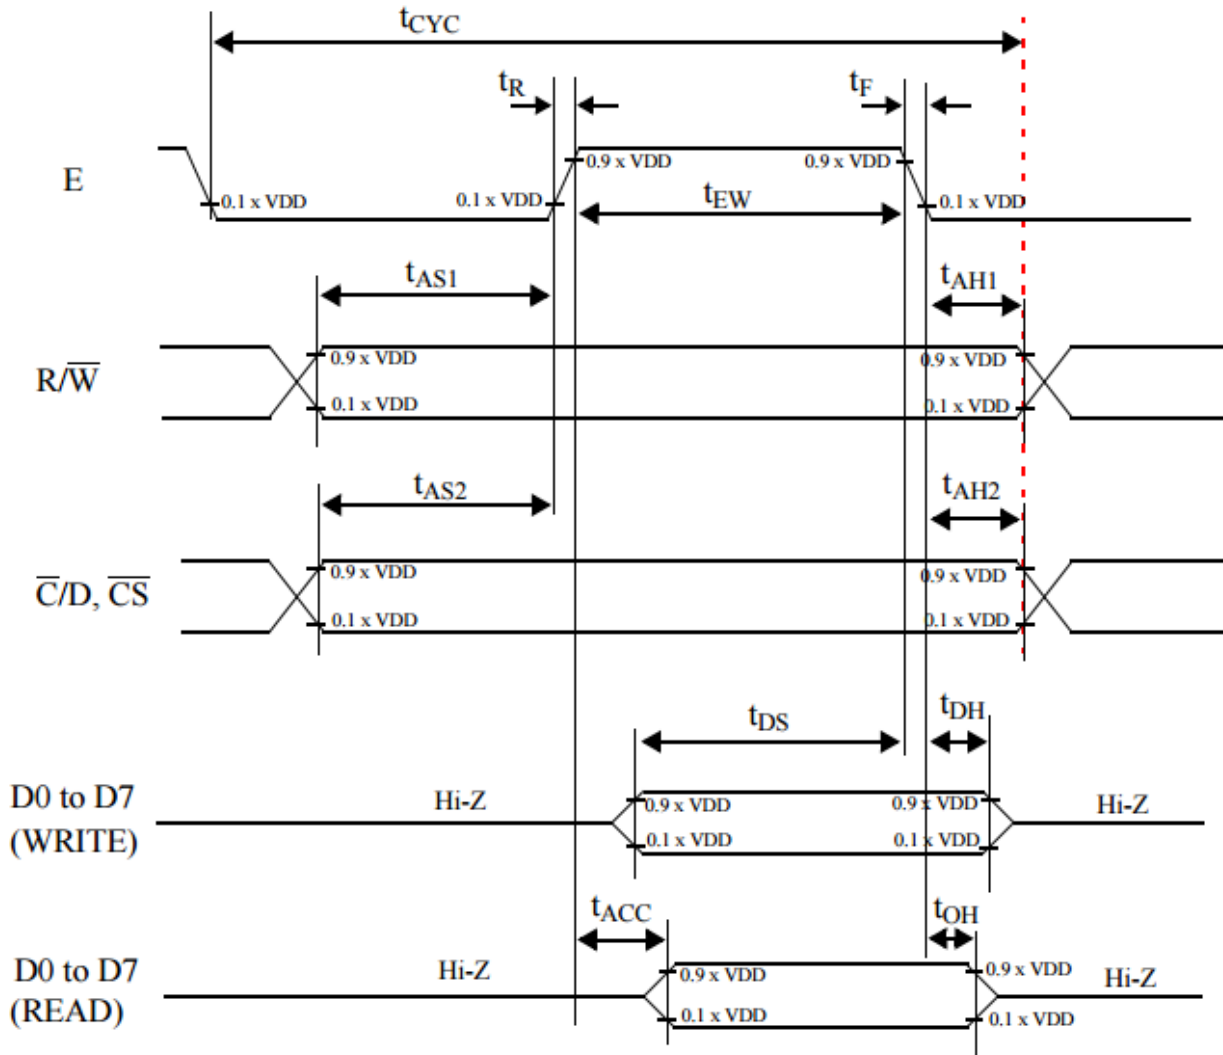 tCYC
tR
tF
E
0.9 x VDD
0.9 x VDD
0.1 x VDD
0.1 x VDD
tEW
0.1 x VDD
tAS1
tAH1
R/W̅
0.9 x VDD
0.9 x VDD
0.1 x VDD
0.1 x VDD
tAS2
tAH2
C̅/D, C̅S̅
0.9 x VDD
0.9 x VDD
0.1 x VDD
0.1 x VDD
tDS
tDH
D0 to D7
(WRITE)
Hi-Z
0.9 x VDD
0.9 x VDD
Hi-Z
0.1 x VDD
0.1 x VDD
tACC
tOH
D0 to D7
(READ)
Hi-Z
0.9 x VDD
0.9 x VDD
Hi-Z
0.1 x VDD
0.1 x VDD